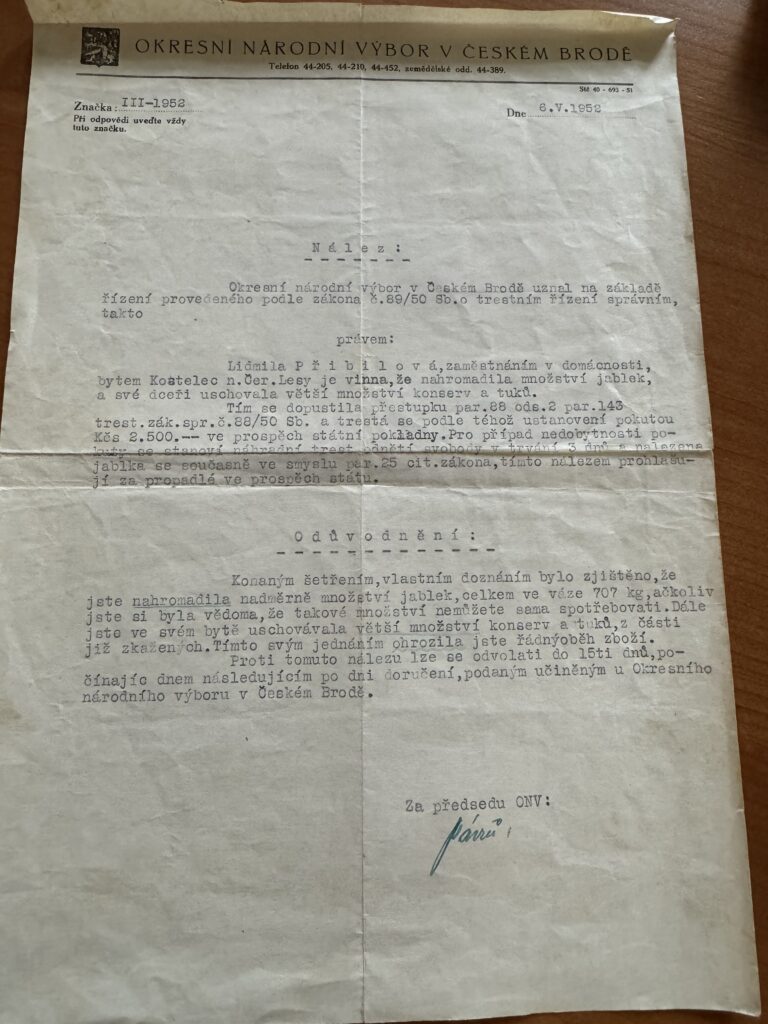 OKRESNÍ NÁRODNÍ VÝBOR V ČESKÉM BRODĚ
Telefon 44-205, 44-210, 44-452, zemědělské odd. 44-389.
Stč 40 - 693 - 51
Značka: III-1952
Dne 6.V.1952
Při odpovědi uveďte vždy
tuto značku.
Nález:
Okresní národní výbor v Českém Brodě uznal na základě
řízení provedeného podle zákona č.89/50 Sb.o trestním řízení správním,
takto
právem:
Lidmila Přibilová,zaměstnáním v domácnosti,
bytem Kostelec n.Čer.Lesy je vinna,že nahromadila množství jablek,
a své dceři uschovala větší množství konserv a tuků.
Tím se dopustila přestupku par.88 ods.2 par.143
trest.zák.spr.č.88/50 Sb. a trestá se podle téhož ustanovení pokutou
Kčs 2.500.-- ve prospěch státní pokladny.Pro případ nedobytnosti po-
kuty se stanoví náhradní trest odnětí svobody v trvání 3 dnů a nalezena
jablka se současně ve smyslu par.25 cit.zákona,tímto nálezem prohlašu-
jí za propadlé ve prospěch státu.
Odůvodnění:
Konaným šetřením,vlastním doznáním bylo zjištěno,že
jste nahromadila nadměrně množství jablek,celkem ve váze 707 kg,ačkoliv
jste si byla vědoma,že takové množství nemůžete sama spotřebovati.Dále
jste ve svém bytě uschovávala větší množství konserv a tuků,z části
již zkažených.Tímto svým jednáním ohrozila jste řádnýoběh zboží.
Proti tomuto nálezu lze se odvolati do 15ti dnů,po-
čínajíc dnem následujícím po dni doručení,podaným učiněným u Okresního
národního výboru v Českém Brodě.
Za předsedu ONV: